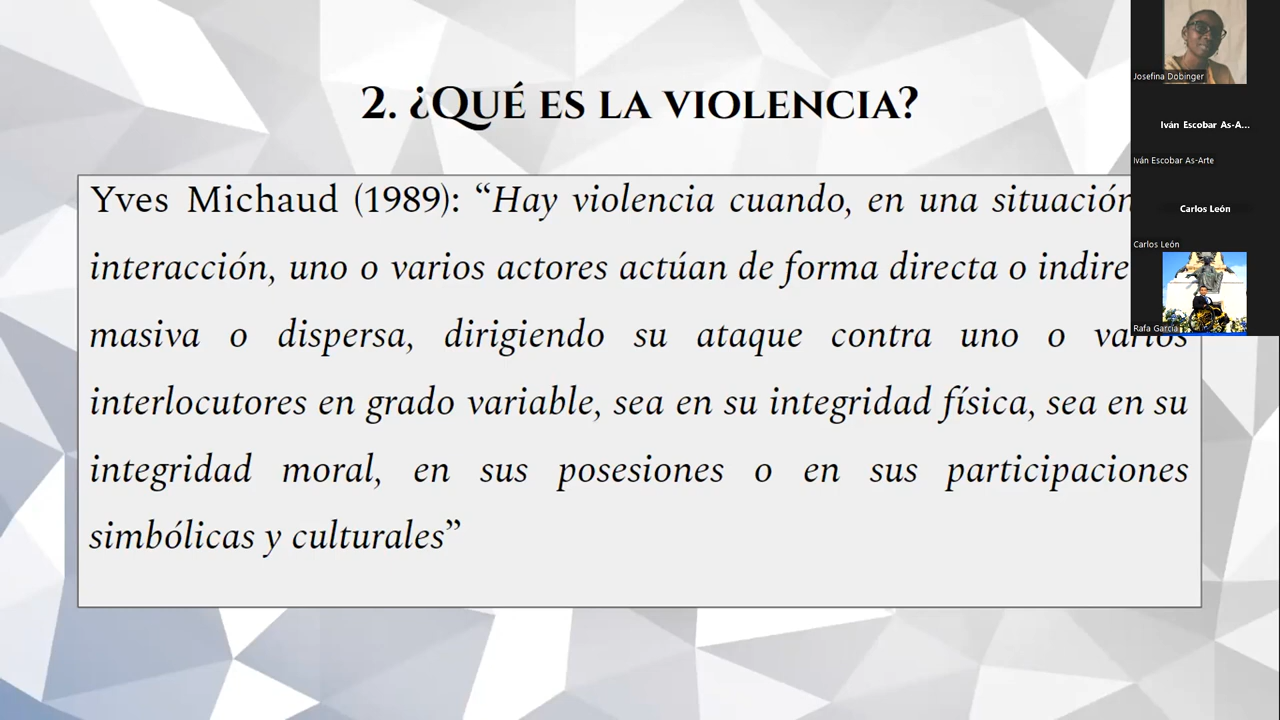 2. ¿Qué es la violencia?
Yves Michaud (1989): “Hay violencia cuando, en una situación
interacción, uno o varios actores actúan de forma directa o
masiva o dispersa, dirigiendo su ataque contra uno o varios
interlocutores en grado variable, sea en su integridad física, sea en su
integridad moral, en sus posesiones o en sus participaciones
simbólicas y culturales”
Josefina Dobinger
Iván Escobar As-A...
Iván Escobar As-Arte
Carlos León
Carlos León
Rafa García